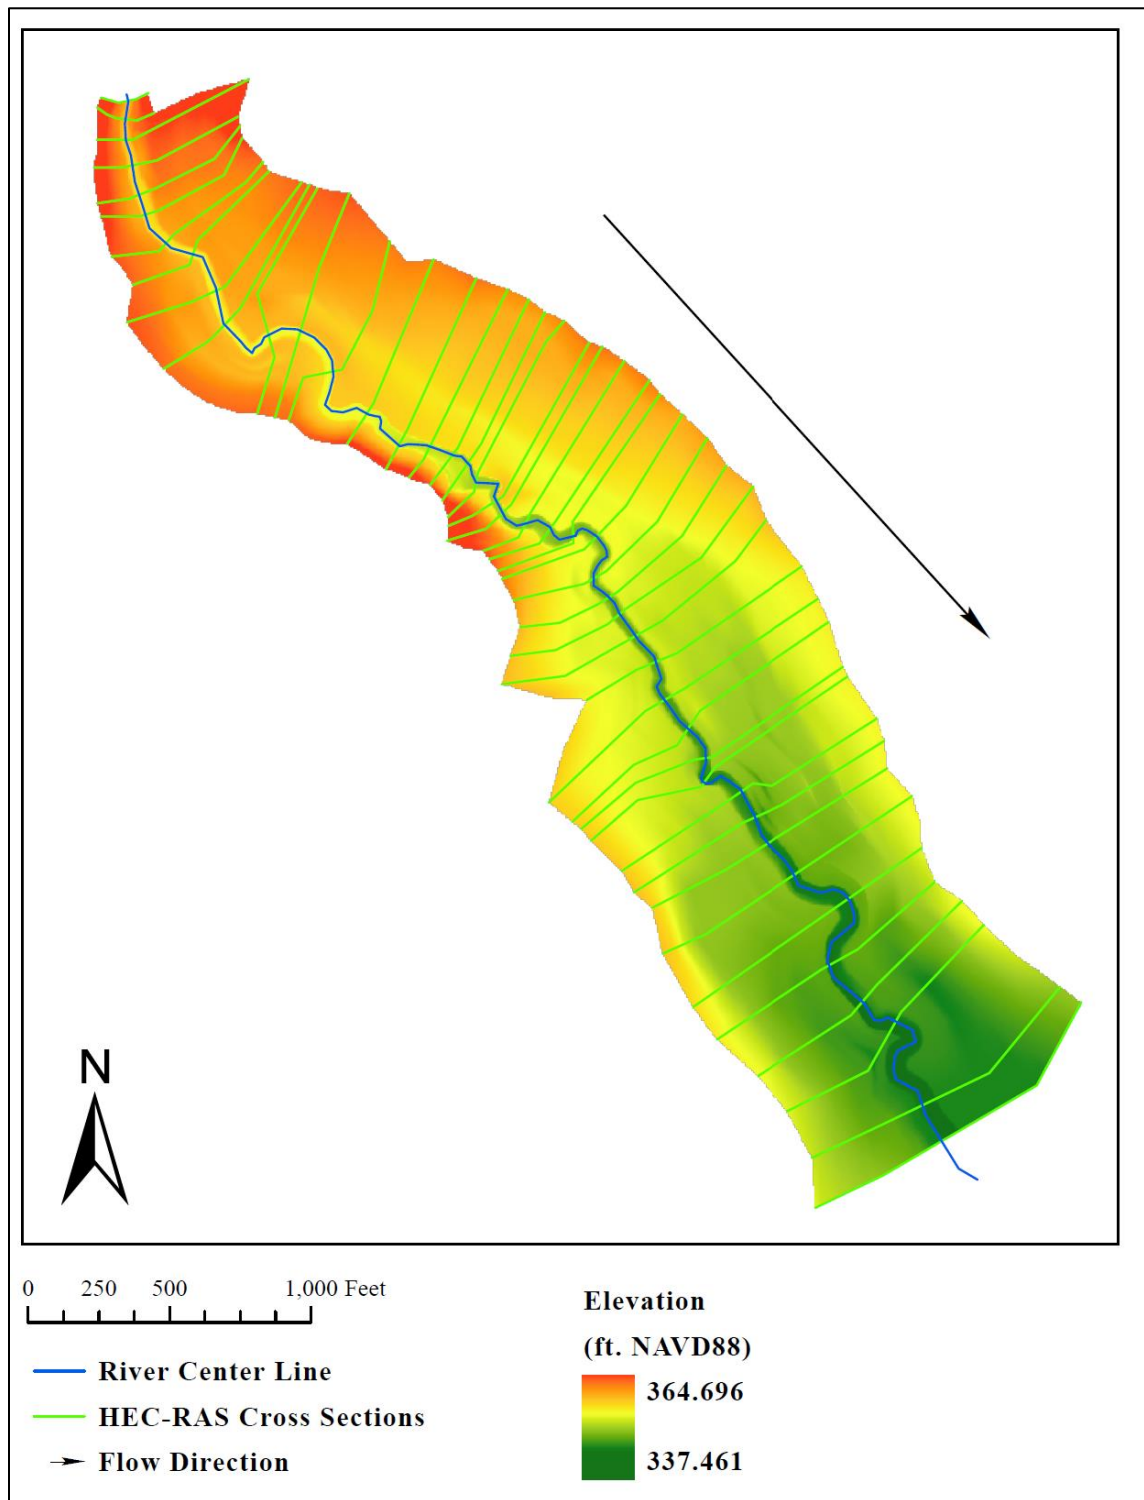 N
0 250 500 1,000 Feet
River Center Line
HEC-RAS Cross Sections
Flow Direction
Elevation
(ft. NAVD88)
364.696
337.461